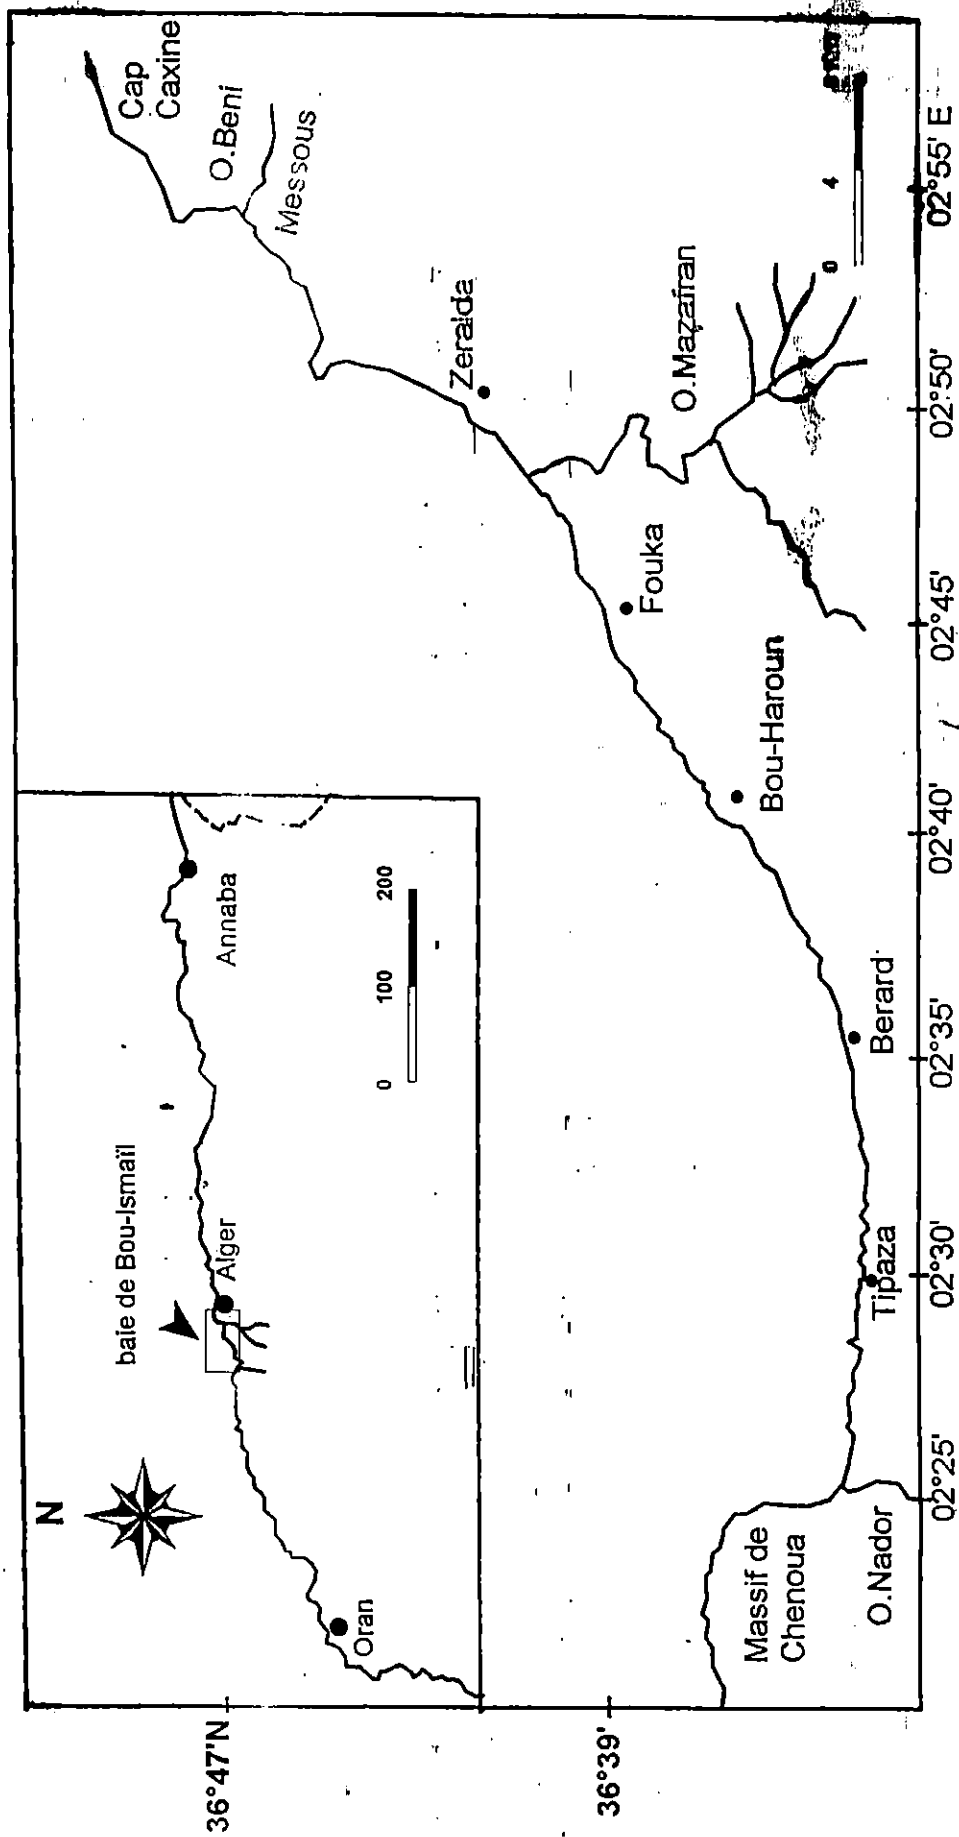 N
baie de Bou-Ismaïl
Alger
Annaba
Oran
0 100 200
36°47'N
36°39'
Cap
Caxine
O.Beni
Messous
Zeralda
O.Mazafran
Fouka
Bou-Haroun
Berard
Tipaza
Massif de
Chenoua
O.Nador
0 4
02°25' 02°30' 02°35' 02°40' 02°45' 02°50' 02°55' E